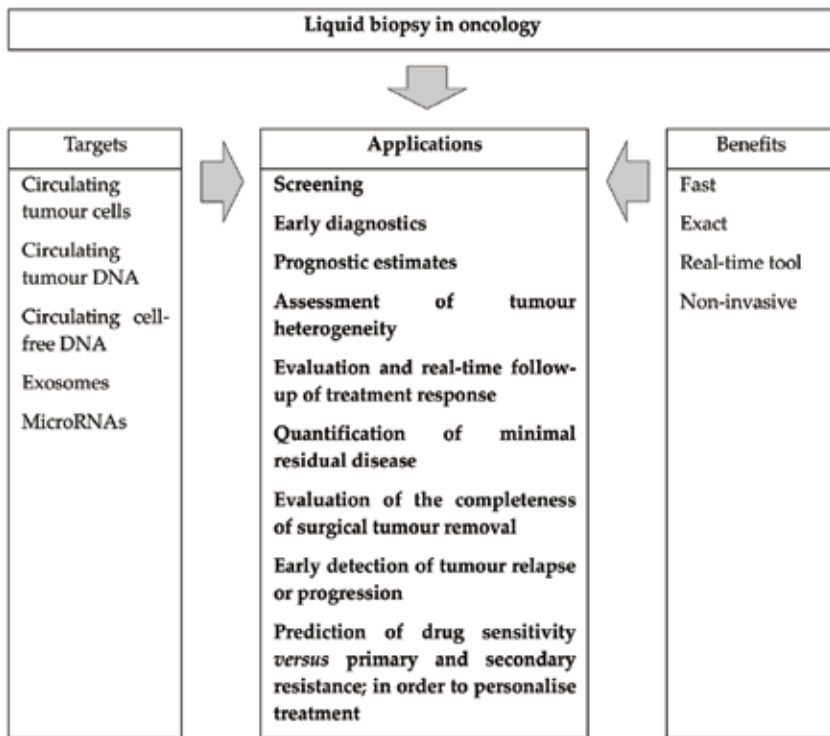 Liquid biopsy in oncology
Targets
Circulating
tumour cells
Circulating
tumour DNA
Circulating cell-
free DNA
Exosomes
MicroRNAs
Applications
Screening
Early diagnostics
Prognostic estimates
Assessment of tumour
heterogeneity
Evaluation and real-time follow-
up of treatment response
Quantification of minimal
residual disease
Evaluation of the completeness
of surgical tumour removal
Early detection of tumour relapse
or progression
Prediction of drug sensitivity
versus primary and secondary
resistance; in order to personalise
treatment
Benefits
Fast
Exact
Real-time tool
Non-invasive